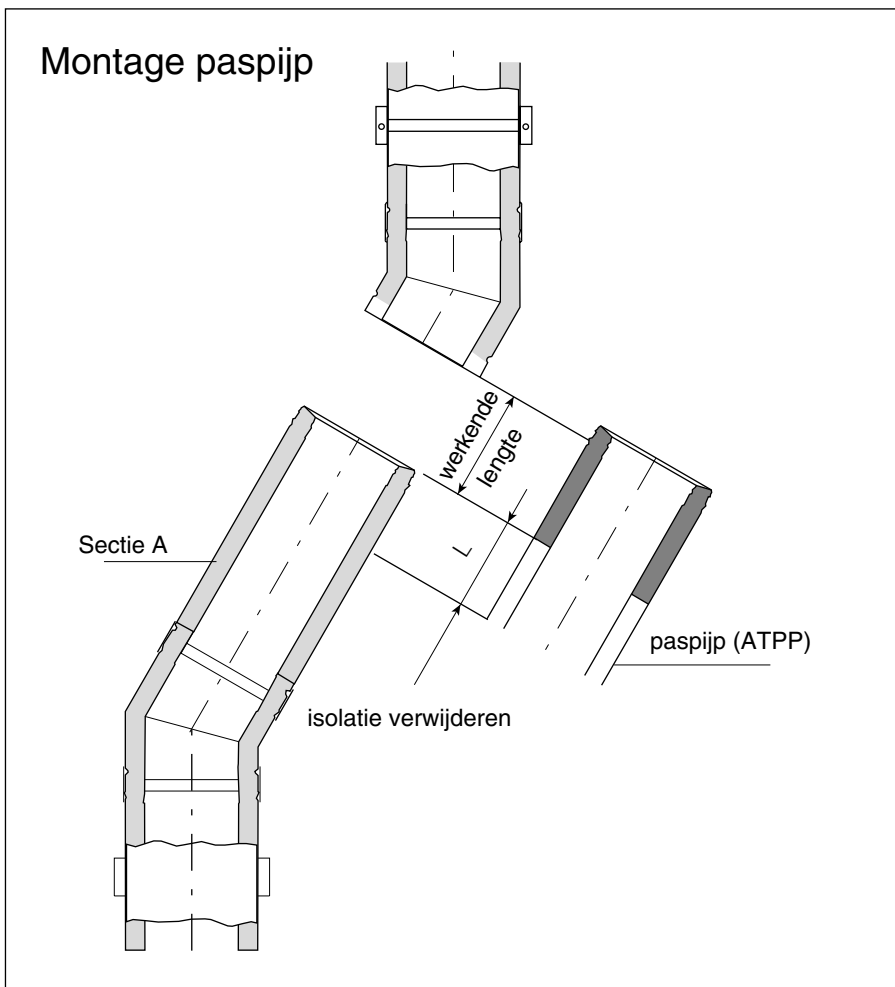 Montage paspijp
werkende
lengte
L
Sectie A
paspijp (ATPP)
isolatie verwijderen